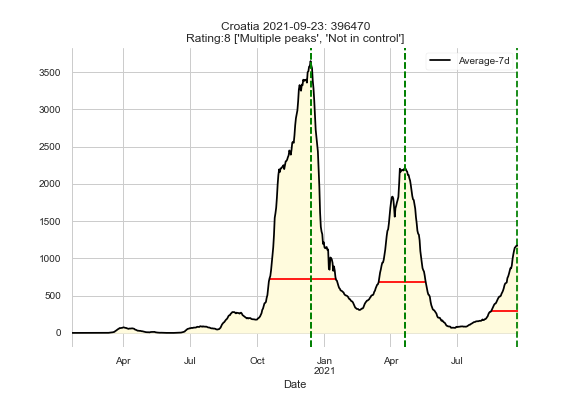 Croatia 2021-09-23: 396470
Rating:8 ['Multiple peaks', 'Not in control']
Average-7d
3500
3000
2500
2000
1500
1000
500
0
Apr
Jul
Oct
Jan
2021
Apr
Jul
Date